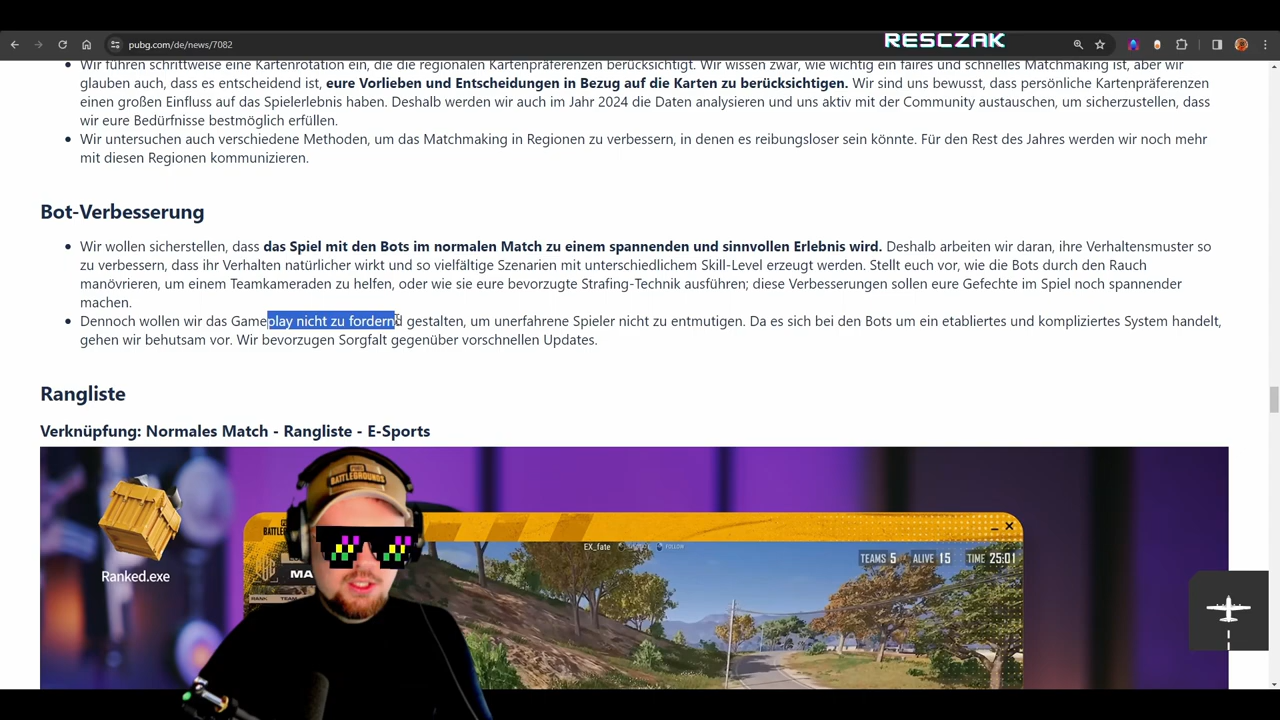 RESCZAK
pubg.com/de/news/7082
Wir führen schrittweise eine Kartenrotation ein, die die regionalen Kartenpräferenzen berücksichtigt. Wir wissen zwar, wie wichtig ein faires und schnelles Matchmaking ist, aber wir
glauben auch, dass es entscheidend ist, eure Vorlieben und Entscheidungen in Bezug auf die Karten zu berücksichtigen. Wir sind uns bewusst, dass persönliche Kartenpräferenzen
einen großen Einfluss auf das Spielerlebnis haben. Deshalb werden wir auch im Jahr 2024 die Daten analysieren und uns aktiv mit der Community austauschen, um sicherzustellen, dass
wir eure Bedürfnisse bestmöglich erfüllen.
Wir untersuchen auch verschiedene Methoden, um das Matchmaking in Regionen zu verbessern, in denen es reibungsloser sein könnte. Für den Rest des Jahres werden wir noch mehr
mit diesen Regionen kommunizieren.
Bot-Verbesserung
Wir wollen sicherstellen, dass das Spiel mit den Bots im normalen Match zu einem spannenden und sinnvollen Erlebnis wird. Deshalb arbeiten wir daran, ihre Verhaltensmuster so
zu verbessern, dass ihr Verhalten natürlicher wirkt und so vielfältige Szenarien mit unterschiedlichem Skill-Level erzeugt werden. Stellt euch vor, wie die Bots durch den Rauch
manövrieren, um einem Teamkameraden zu helfen, oder wie sie eure bevorzugte Strafing-Technik ausführen; diese Verbesserungen sollen eure Gefechte im Spiel noch spannender
machen.
Dennoch wollen wir das Gameplay nicht zu fordernd gestalten, um unerfahrene Spieler nicht zu entmutigen. Da es sich bei den Bots um ein etabliertes und kompliziertes System handelt,
gehen wir behutsam vor. Wir bevorzugen Sorgfalt gegenüber vorschnellen Updates.
Rangliste
Verknüpfung: Normales Match - Rangliste - E-Sports
BATTLEGROUNDS
EX_fate
FOLLOW
TEAMS 5
ALIVE 15
TIME 25:01
Ranked.exe
MA
RANK
TEAM